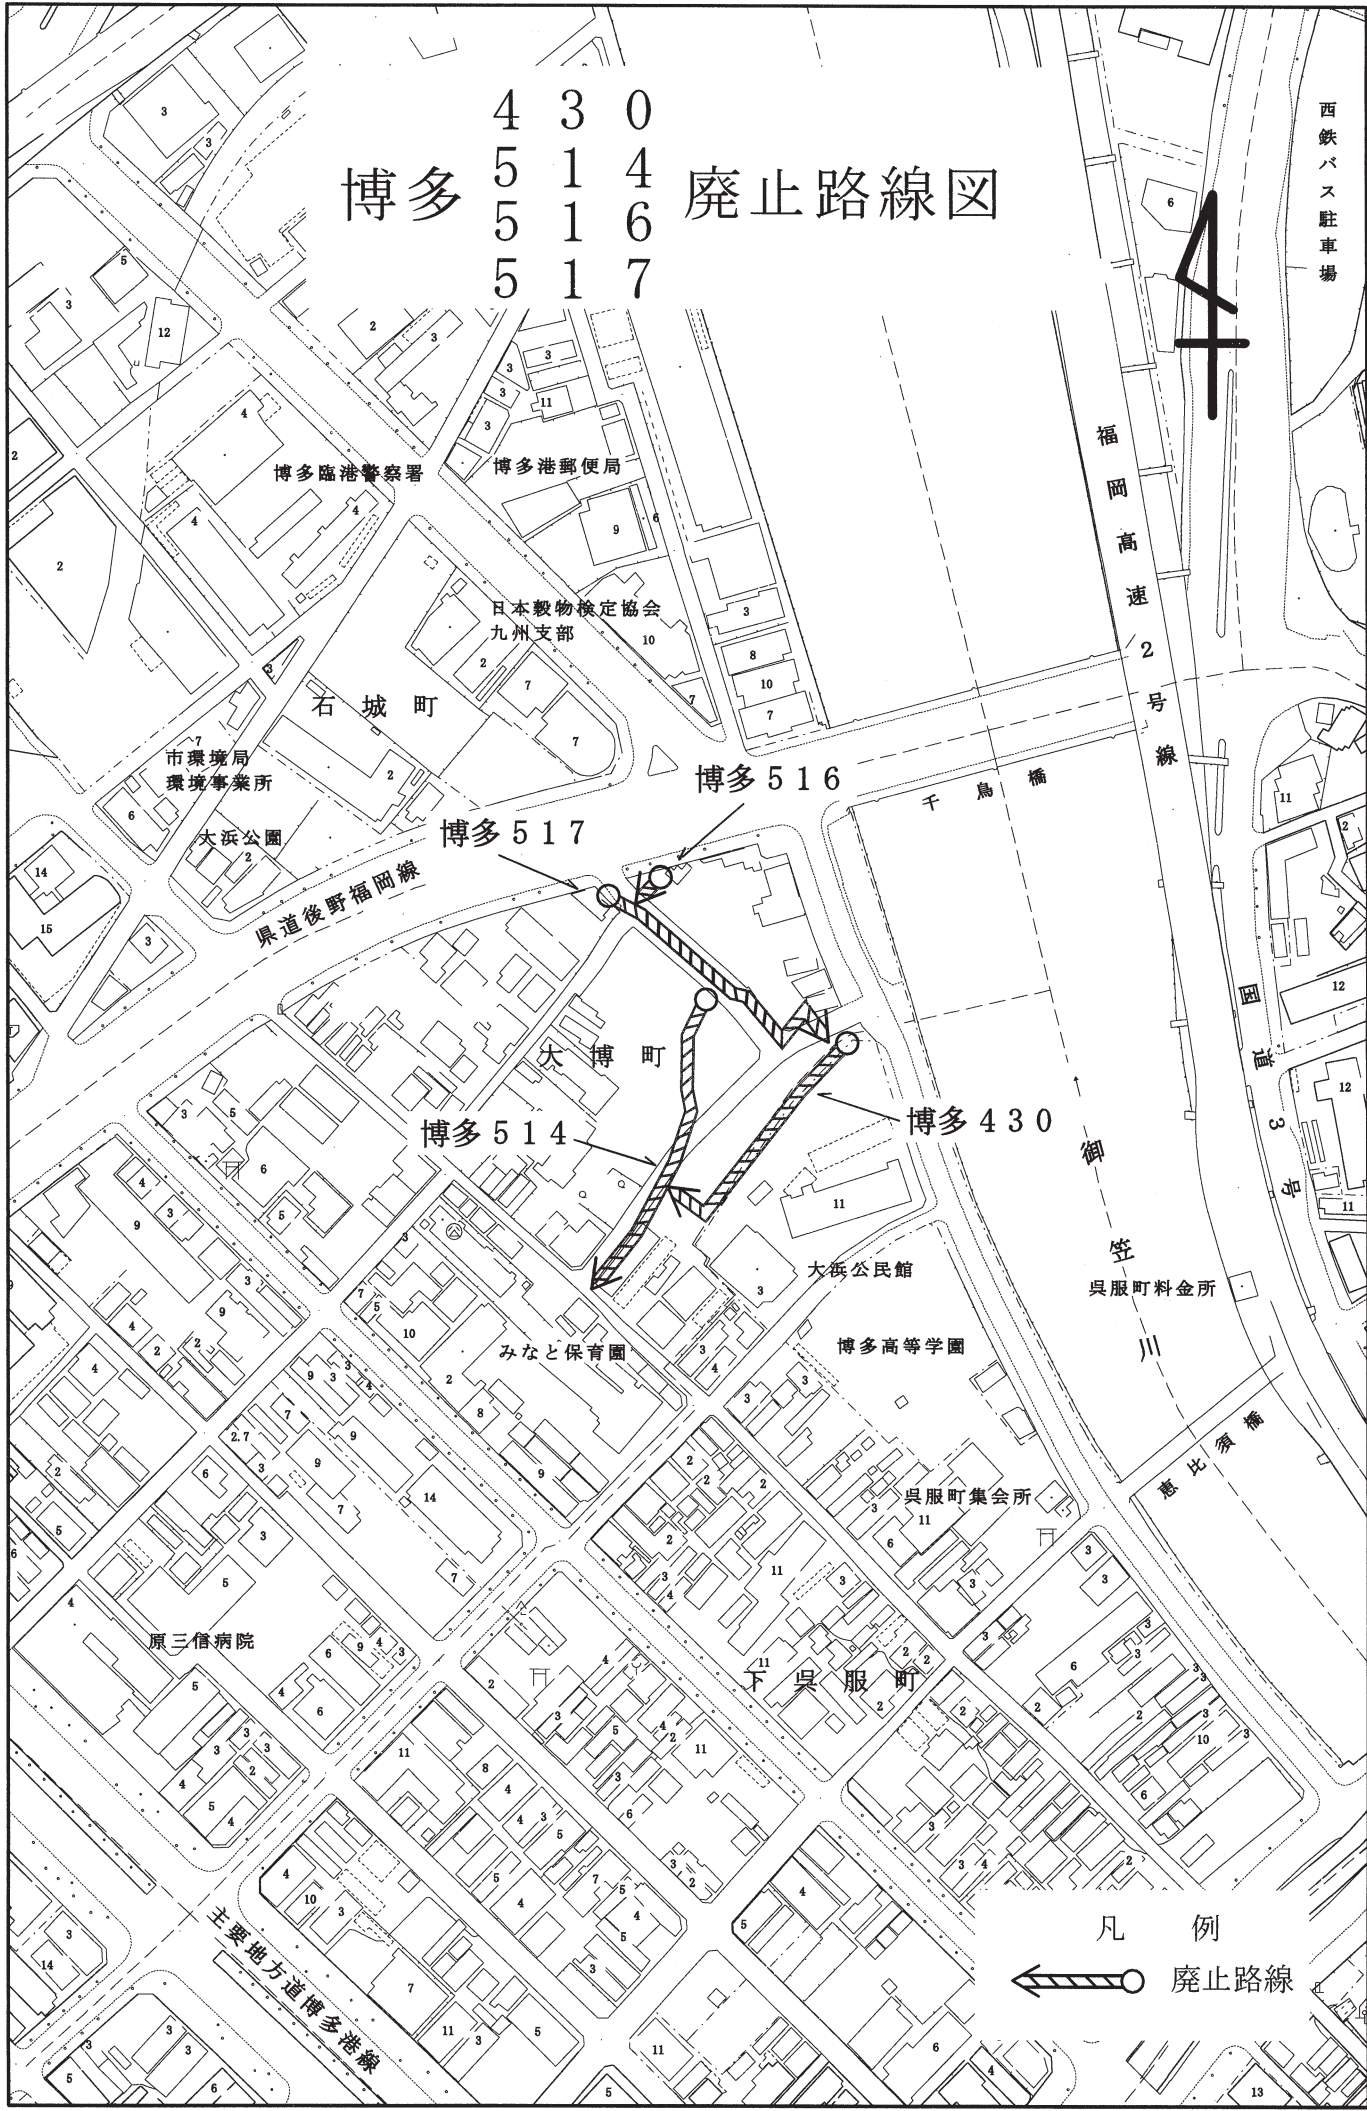 博多 430 514 516 517 廃止路線図
西鉄バス駐車場
福岡高速2号線
博多臨港警察署
博多港郵便局
日本穀物検定協会
九州支部
石城町
市環境局
環境事業所
大浜公園
県道後野福岡線
千鳥橋
博多516
博多517
大博町
博多514
博多430
国道3号
御笠川
大浜公民館
呉服町料金所
博多高等学園
みなと保育園
恵比須橋
呉服町集会所
原三信病院
下呉服町
主要地方道博多港線
凡例
廃止路線